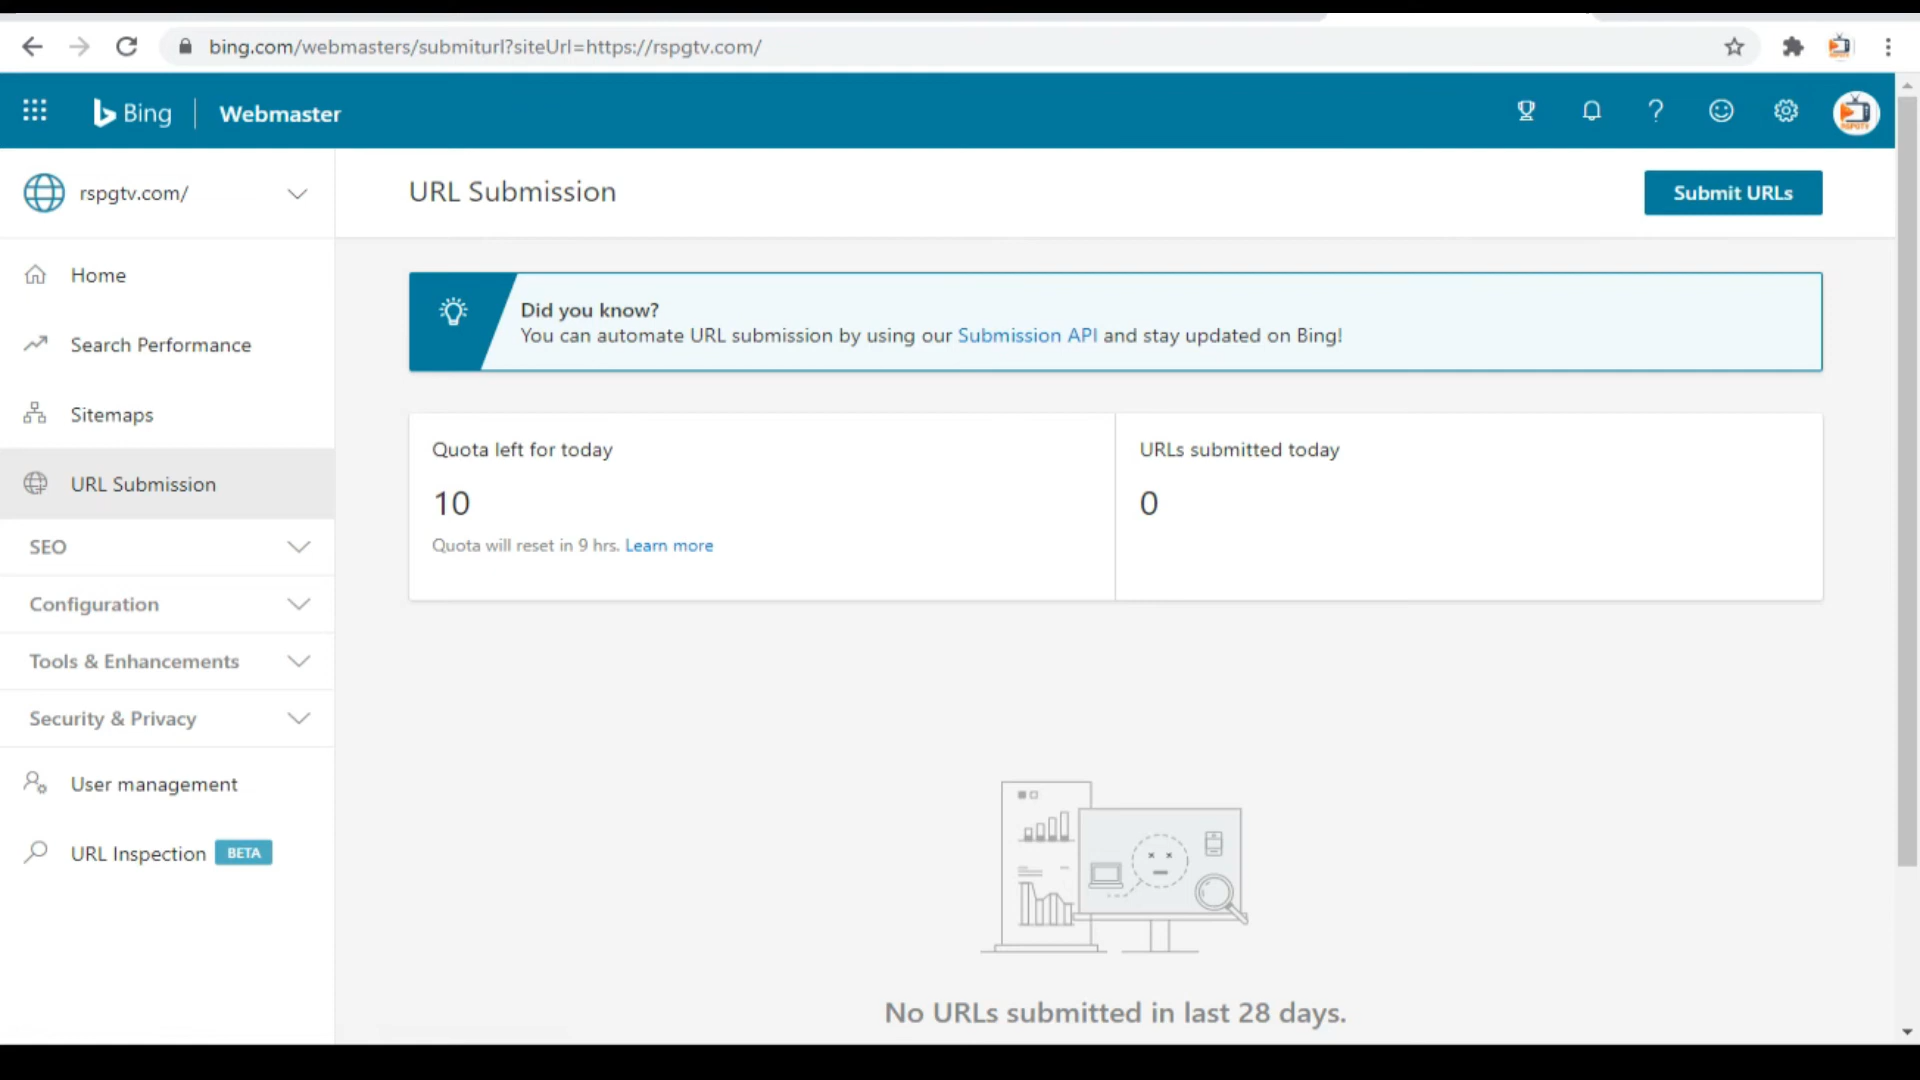 bing.com/webmasters/submiturl?siteUrl=https://rspgtv.com/
Bing
Webmaster
rspgtv.com/
Home
Search Performance
Sitemaps
URL Submission
SEO
Configuration
Tools & Enhancements
Security & Privacy
User management
URL Inspection BETA
URL Submission
Submit URLs
Did you know?
You can automate URL submission by using our Submission API and stay updated on Bing!
Quota left for today
10
Quota will reset in 9 hrs. Learn more
URLs submitted today
0
No URLs submitted in last 28 days.